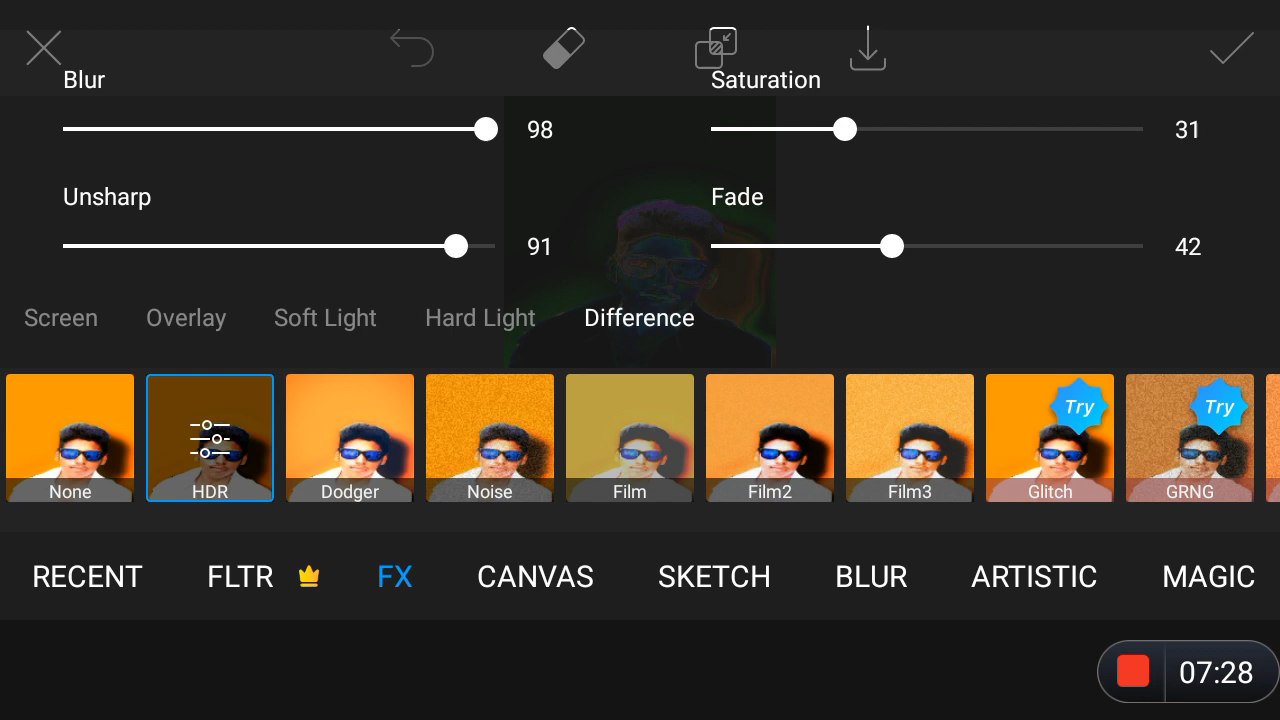 Blur
Saturation
98
31
Unsharp
Fade
91
42
Screen Overlay Soft Light Hard Light Difference
Try
Try
None HDR Dodger Noise Film Film2 Film3 Glitch GRNG
RECENT FLTR FX CANVAS SKETCH BLUR ARTISTIC MAGIC
07:28